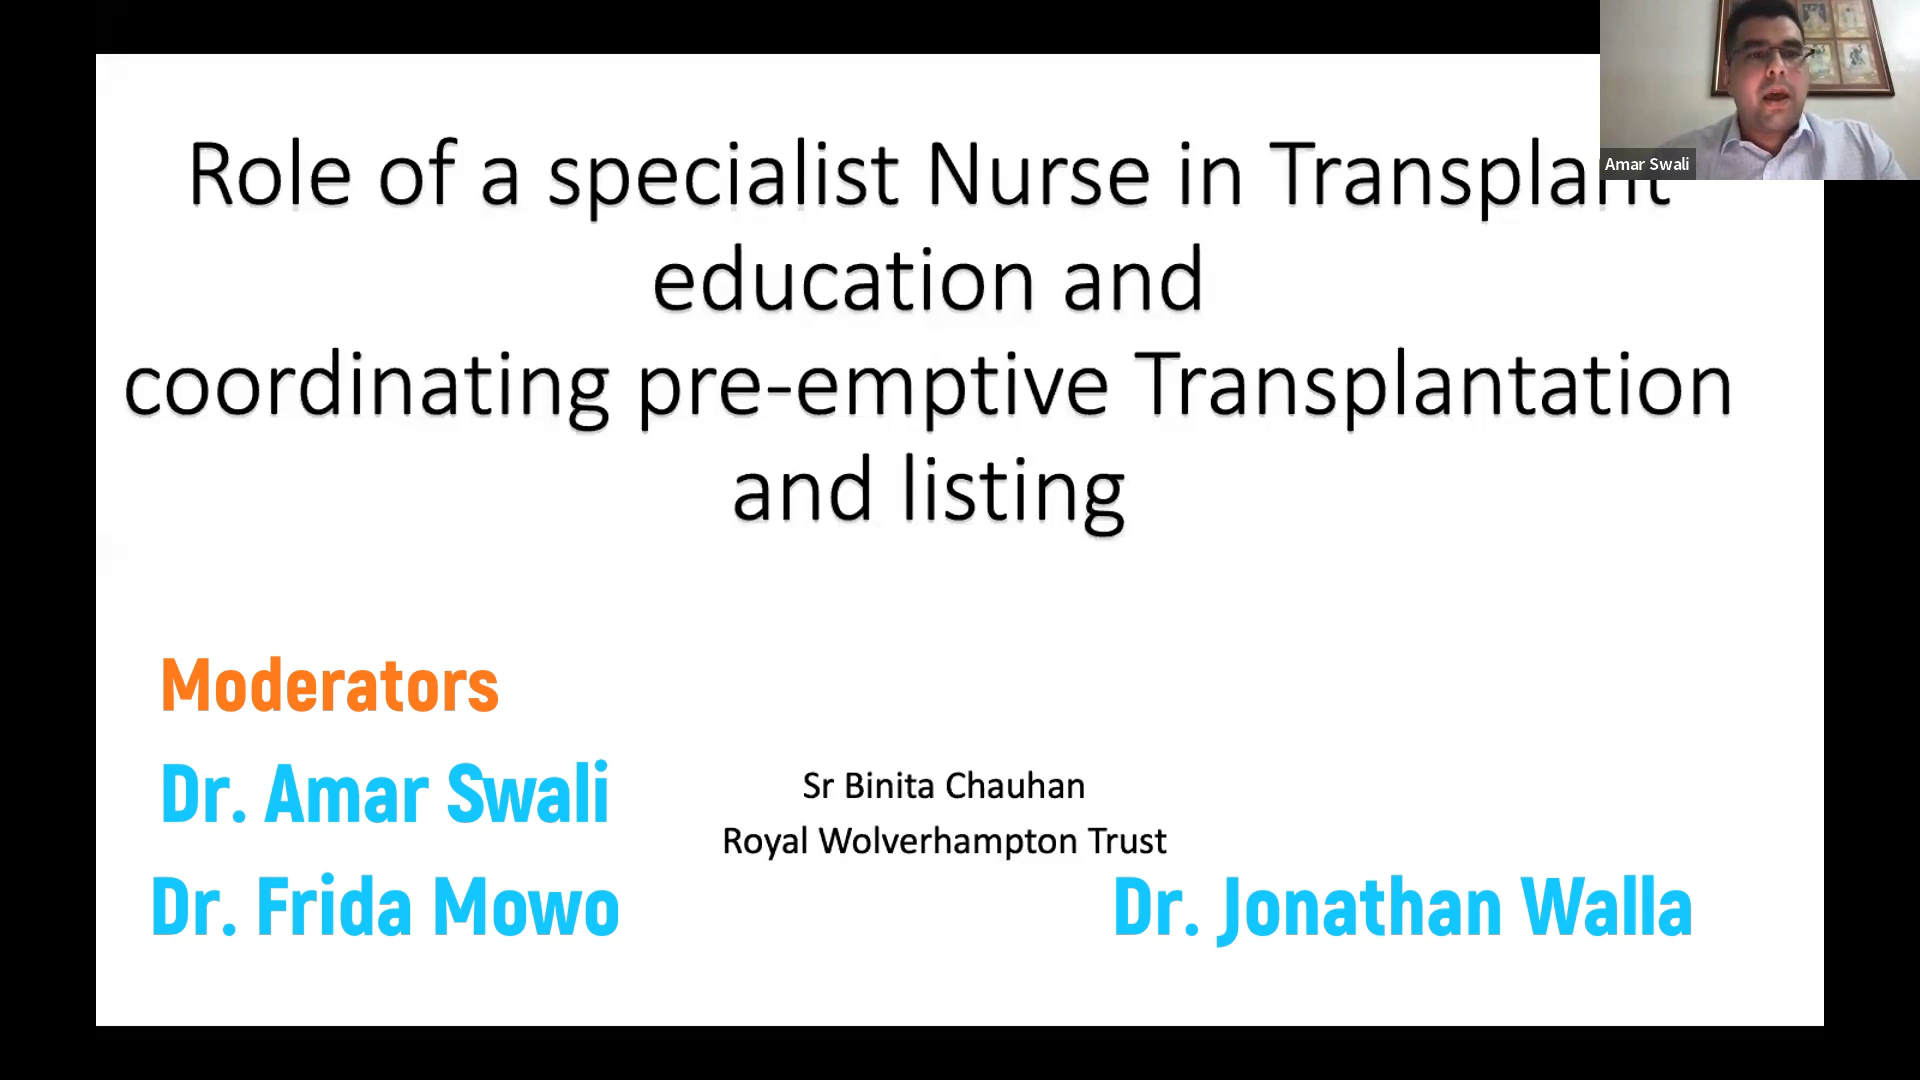 Role of a specialist Nurse in Transplant
education and
coordinating pre-emptive Transplantation
and listing
Amar Swali
Moderators
Dr. Amar Swali
Sr Binita Chauhan
Royal Wolverhampton Trust
Dr. Frida Mowo
Dr. Jonathan Walla